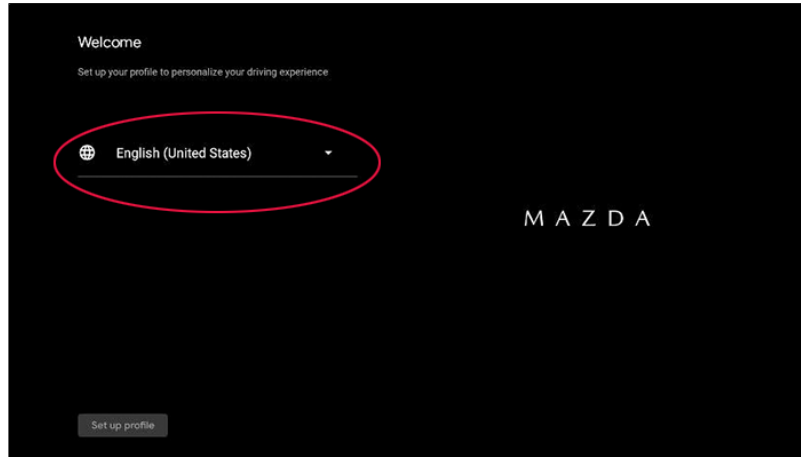 Welcome
Set up your profile to personalize your driving experience
English (United States)
MAZDA
Set up profile